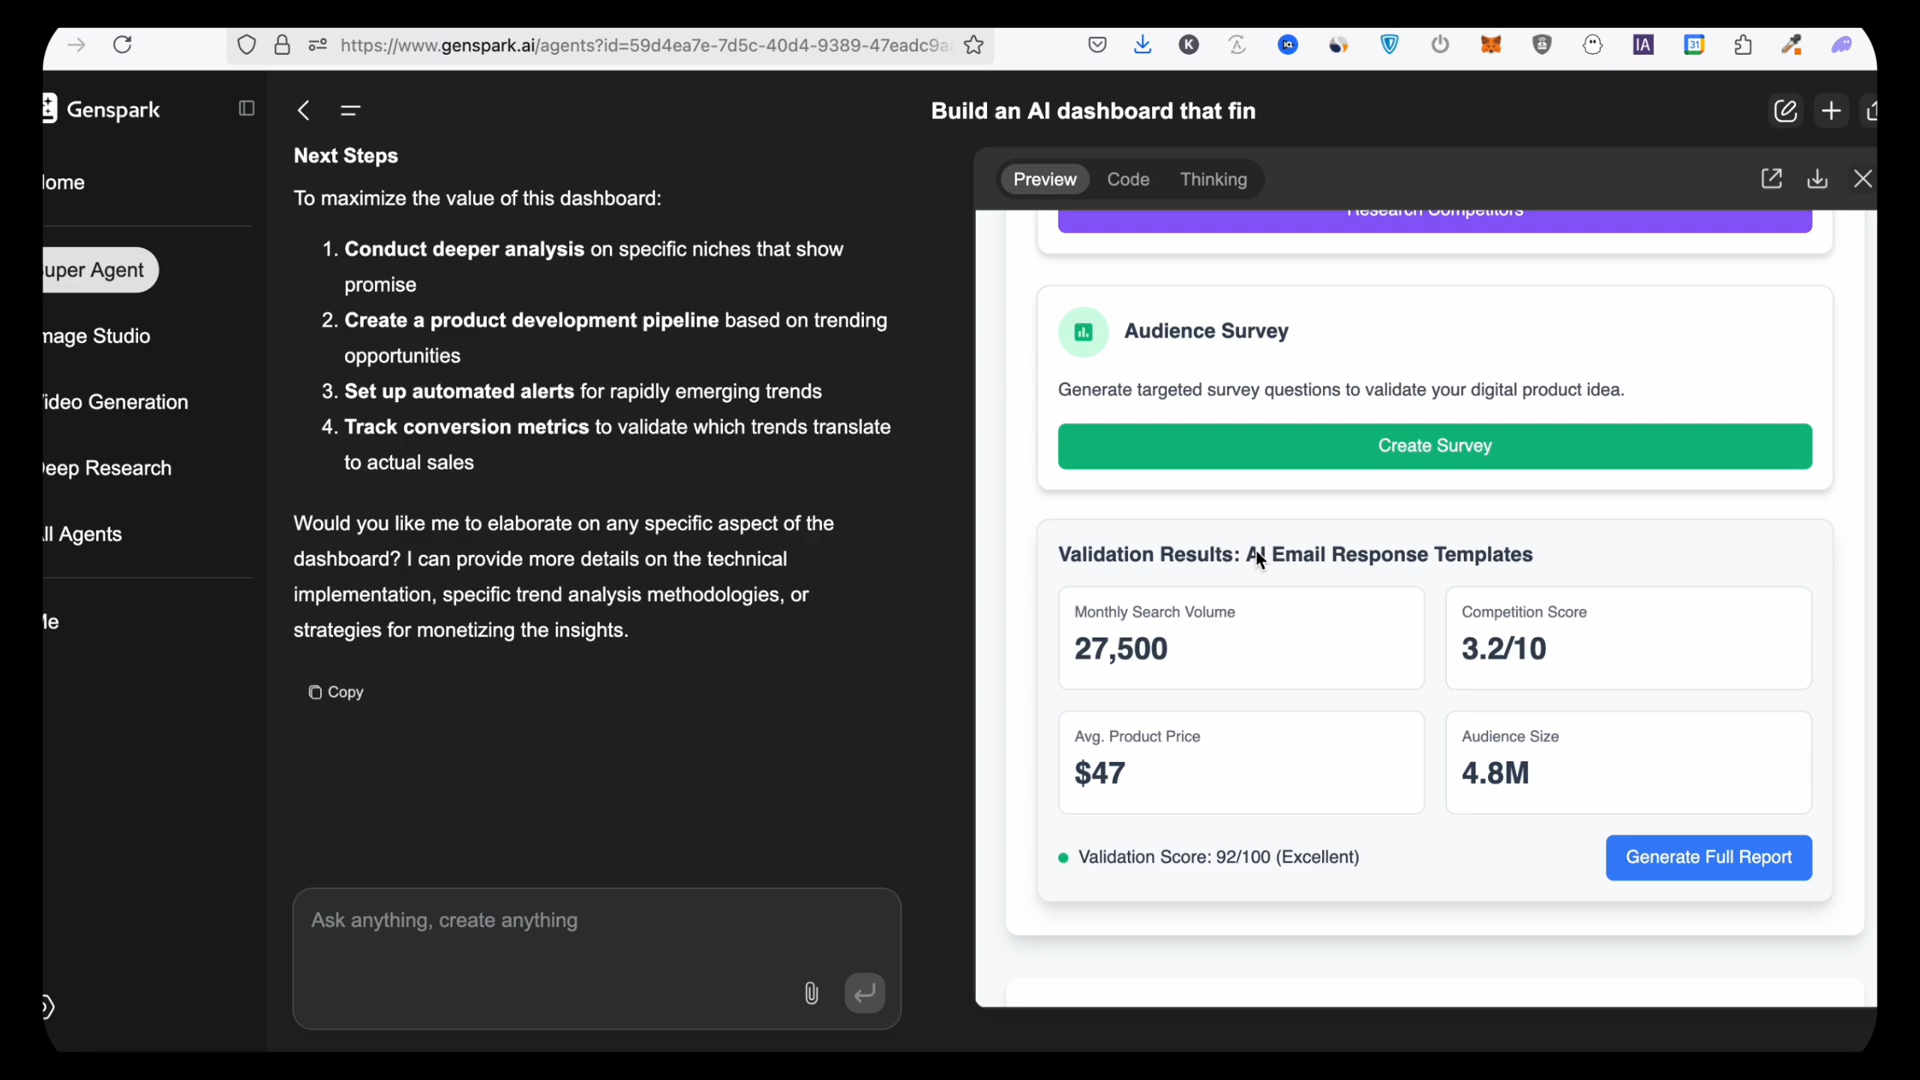 https://www.genspark.ai/agents?id=59d4ea7e-7d5c-40d4-9389-47eadc9a
K
IQ
IA
31
Genspark
ome
uper Agent
mage Studio
ideo Generation
eep Research
ll Agents
Me
Build an AI dashboard that fin
Next Steps
To maximize the value of this dashboard:
1. Conduct deeper analysis on specific niches that show
promise
2. Create a product development pipeline based on trending
opportunities
3. Set up automated alerts for rapidly emerging trends
4. Track conversion metrics to validate which trends translate
to actual sales
Would you like me to elaborate on any specific aspect of the
dashboard? I can provide more details on the technical
implementation, specific trend analysis methodologies, or
strategies for monetizing the insights.
Copy
Ask anything, create anything
Preview Code Thinking
Research Competitors
Audience Survey
Generate targeted survey questions to validate your digital product idea.
Create Survey
Validation Results: AI Email Response Templates
Monthly Search Volume
27,500
Competition Score
3.2/10
Avg. Product Price
$47
Audience Size
4.8M
Validation Score: 92/100 (Excellent)
Generate Full Report